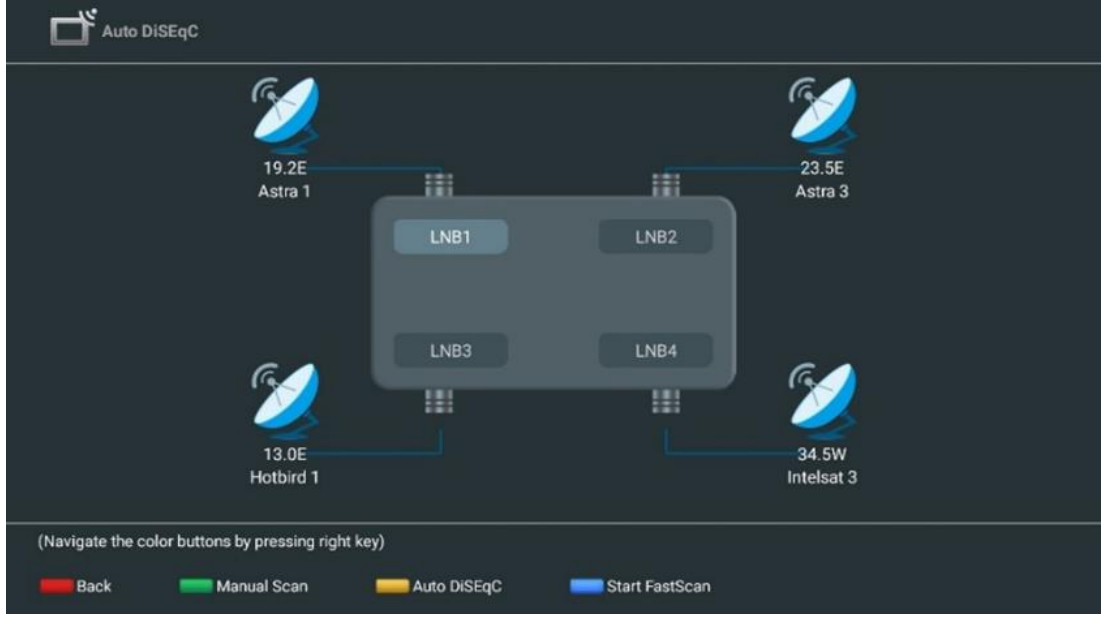 Auto DiSEqC
19.2E
Astra 1
23.5E
Astra 3
LNB1
LNB2
LNB3
LNB4
13.0E
Hotbird 1
34.5W
Intelsat 3
(Navigate the color buttons by pressing right key)
Back
Manual Scan
Auto DiSEqC
Start FastScan